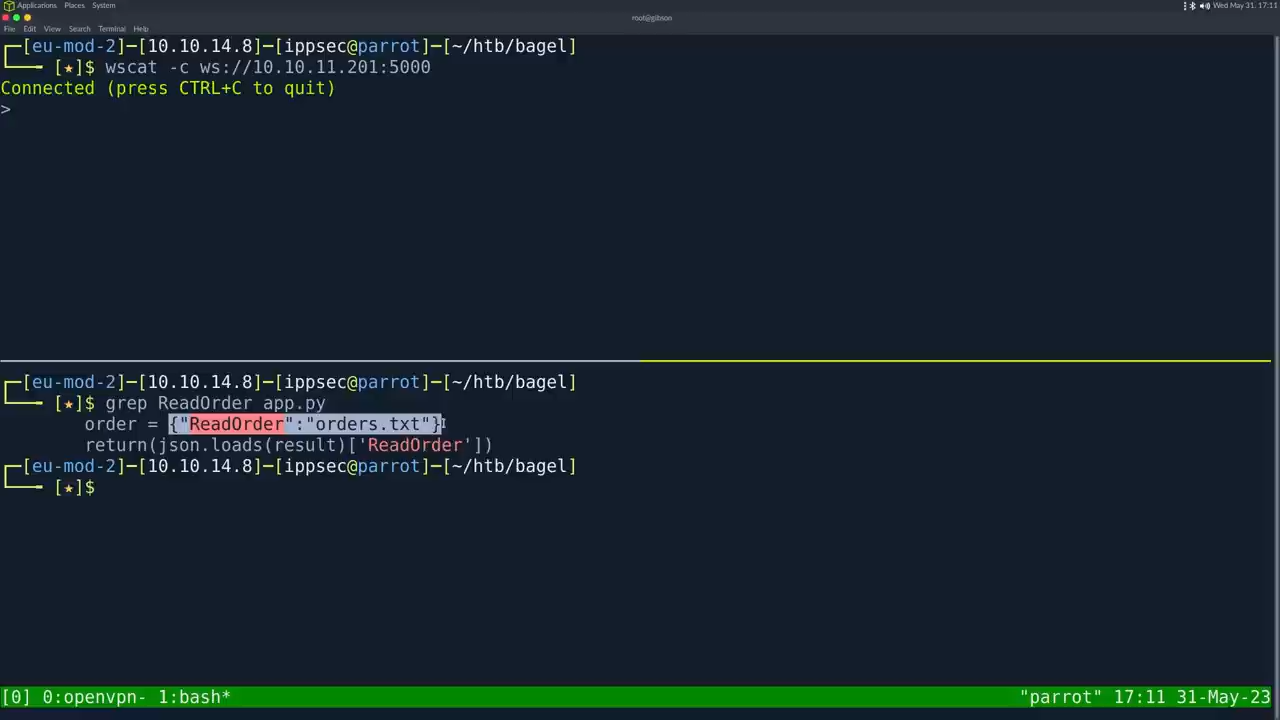 Applications Places System
Wed May 31, 17:11
root@gibson
File Edit View Search Terminal Help
┌─[eu-mod-2]─[10.10.14.8]─[ippsec@parrot]─[~/htb/bagel]
└──╼ [★]$ wscat -c ws://10.10.11.201:5000
Connected (press CTRL+C to quit)
>
┌─[eu-mod-2]─[10.10.14.8]─[ippsec@parrot]─[~/htb/bagel]
└──╼ [★]$ grep ReadOrder app.py
order = {"ReadOrder":"orders.txt"}
return(json.loads(result)['ReadOrder'])
┌─[eu-mod-2]─[10.10.14.8]─[ippsec@parrot]─[~/htb/bagel]
└──╼ [★]$
[0] 0:openvpn- 1:bash* "parrot" 17:11 31-May-23